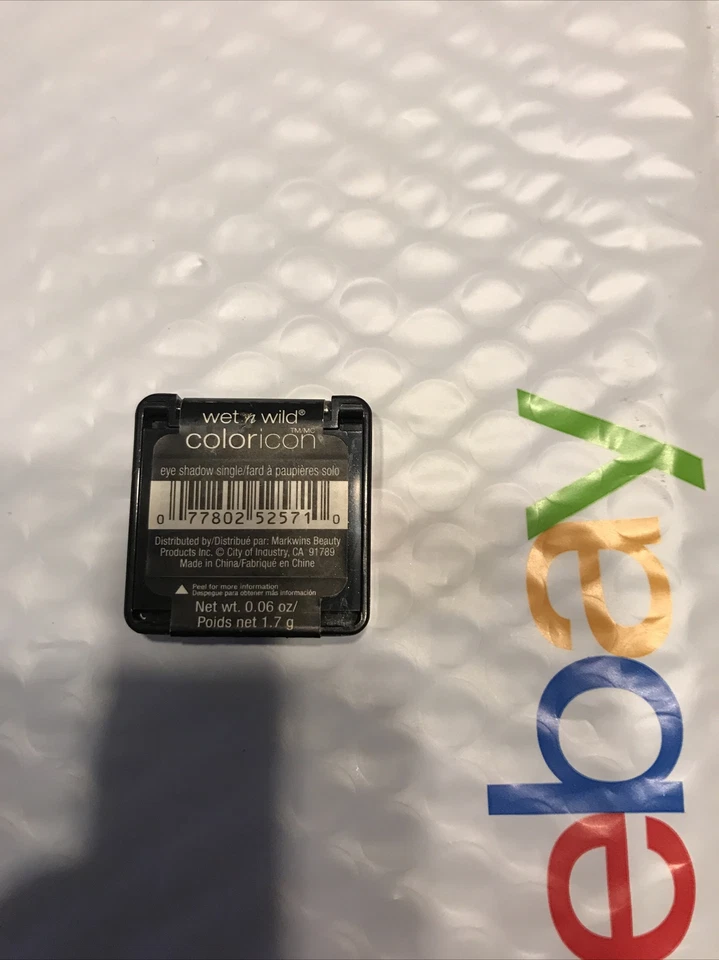 wet n wild®
coloricon
TM/MC
eye shadow single/fard à paupières solo
0 77802 52571 0
Distributed by/Distribué par: Markwins Beauty
Products Inc. © City of Industry, CA 91789
Made in China/Fabriqué en Chine
Peel for more information
Despegue para obtener más información
Net wt. 0.06 oz/
Poids net 1.7 g
ebay